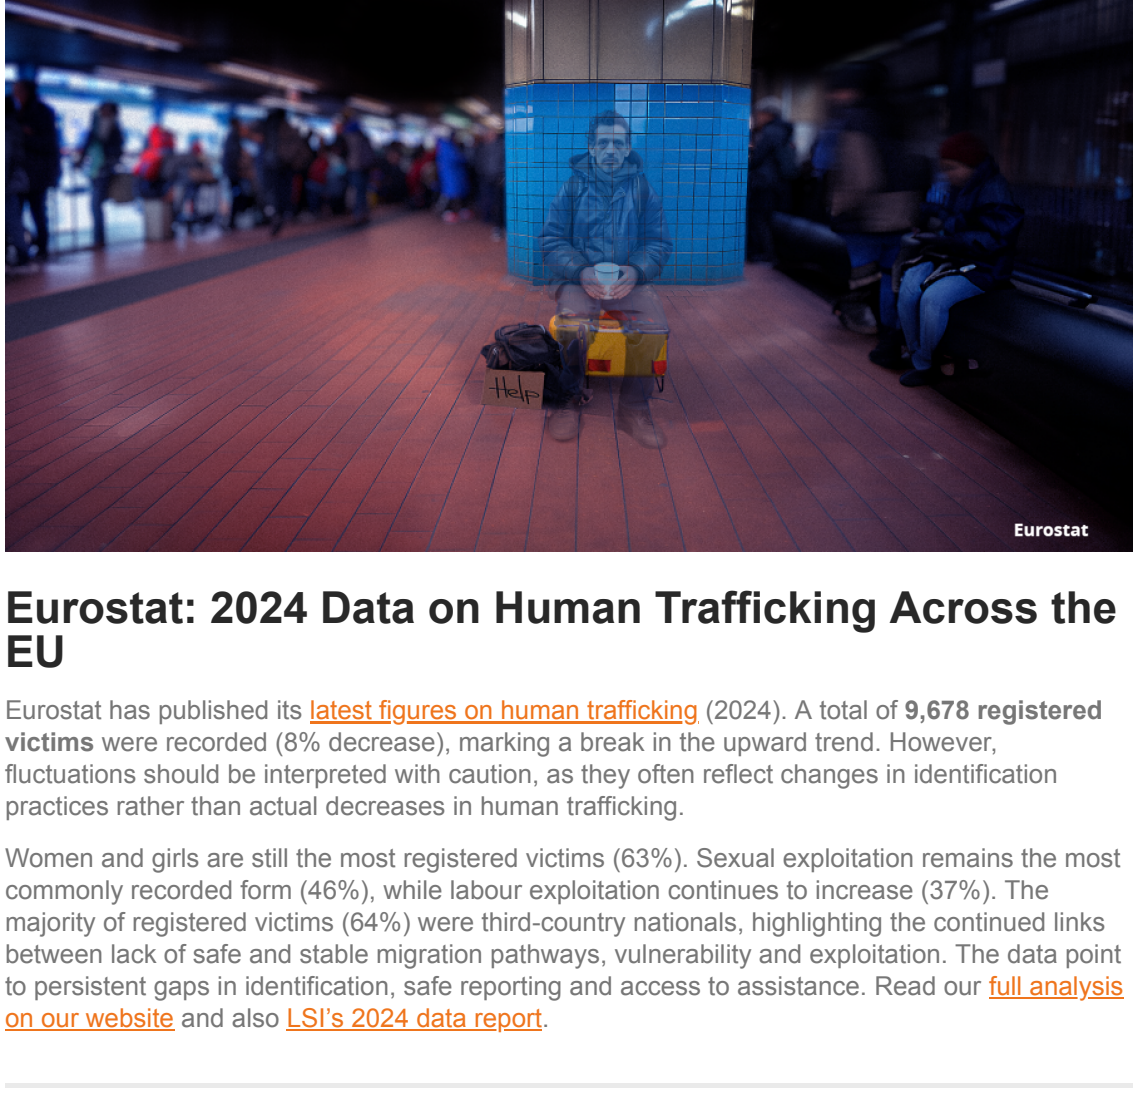 Help
Eurostat
Eurostat: 2024 Data on Human Trafficking Across the
EU
Eurostat has published its latest figures on human trafficking (2024). A total of 9,678 registered
victims were recorded (8% decrease), marking a break in the upward trend. However,
fluctuations should be interpreted with caution, as they often reflect changes in identification
practices rather than actual decreases in human trafficking.
Women and girls are still the most registered victims (63%). Sexual exploitation remains the most
commonly recorded form (46%), while labour exploitation continues to increase (37%). The
majority of registered victims (64%) were third-country nationals, highlighting the continued links
between lack of safe and stable migration pathways, vulnerability and exploitation. The data point
to persistent gaps in identification, safe reporting and access to assistance. Read our full analysis
on our website and also LSI’s 2024 data report.